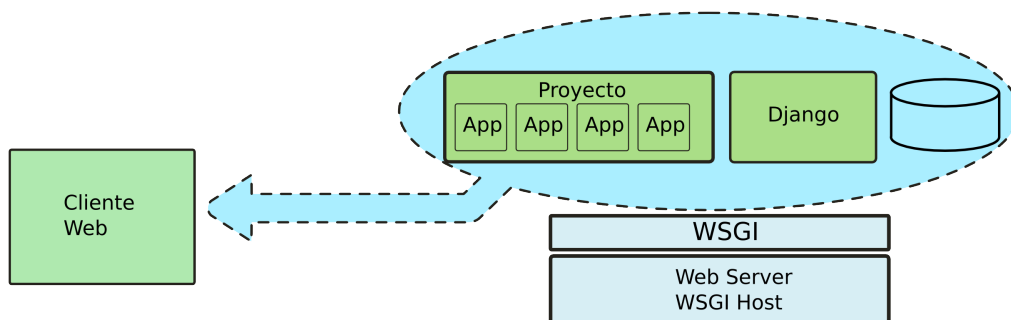 Proyecto
App App App App
Django
Cliente
Web
WSGI
Web Server
WSGI Host